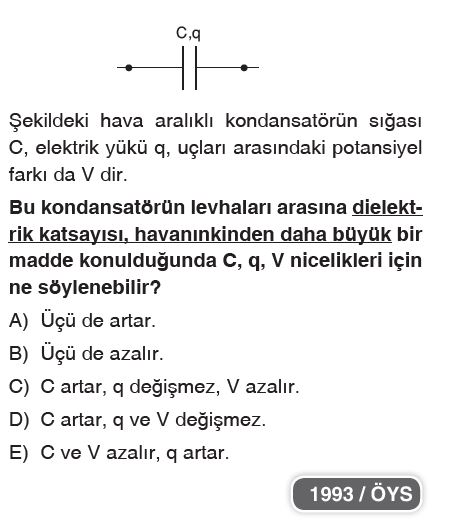 C,q
Şekildeki hava aralıklı kondansatörün sığası
C, elektrik yükü q, uçları arasındaki potansiyel
farkı da V dir.
Bu kondansatörün levhaları arasına dielekt-
rik katsayısı, havanınkinden daha büyük bir
madde konulduğunda C, q, V nicelikleri için
ne söylenebilir?
A) Üçü de artar.
B) Üçü de azalır.
C) C artar, q değişmez, V azalır.
D) C artar, q ve V değişmez.
E) C ve V azalır, q artar.
1993 / ÖYS